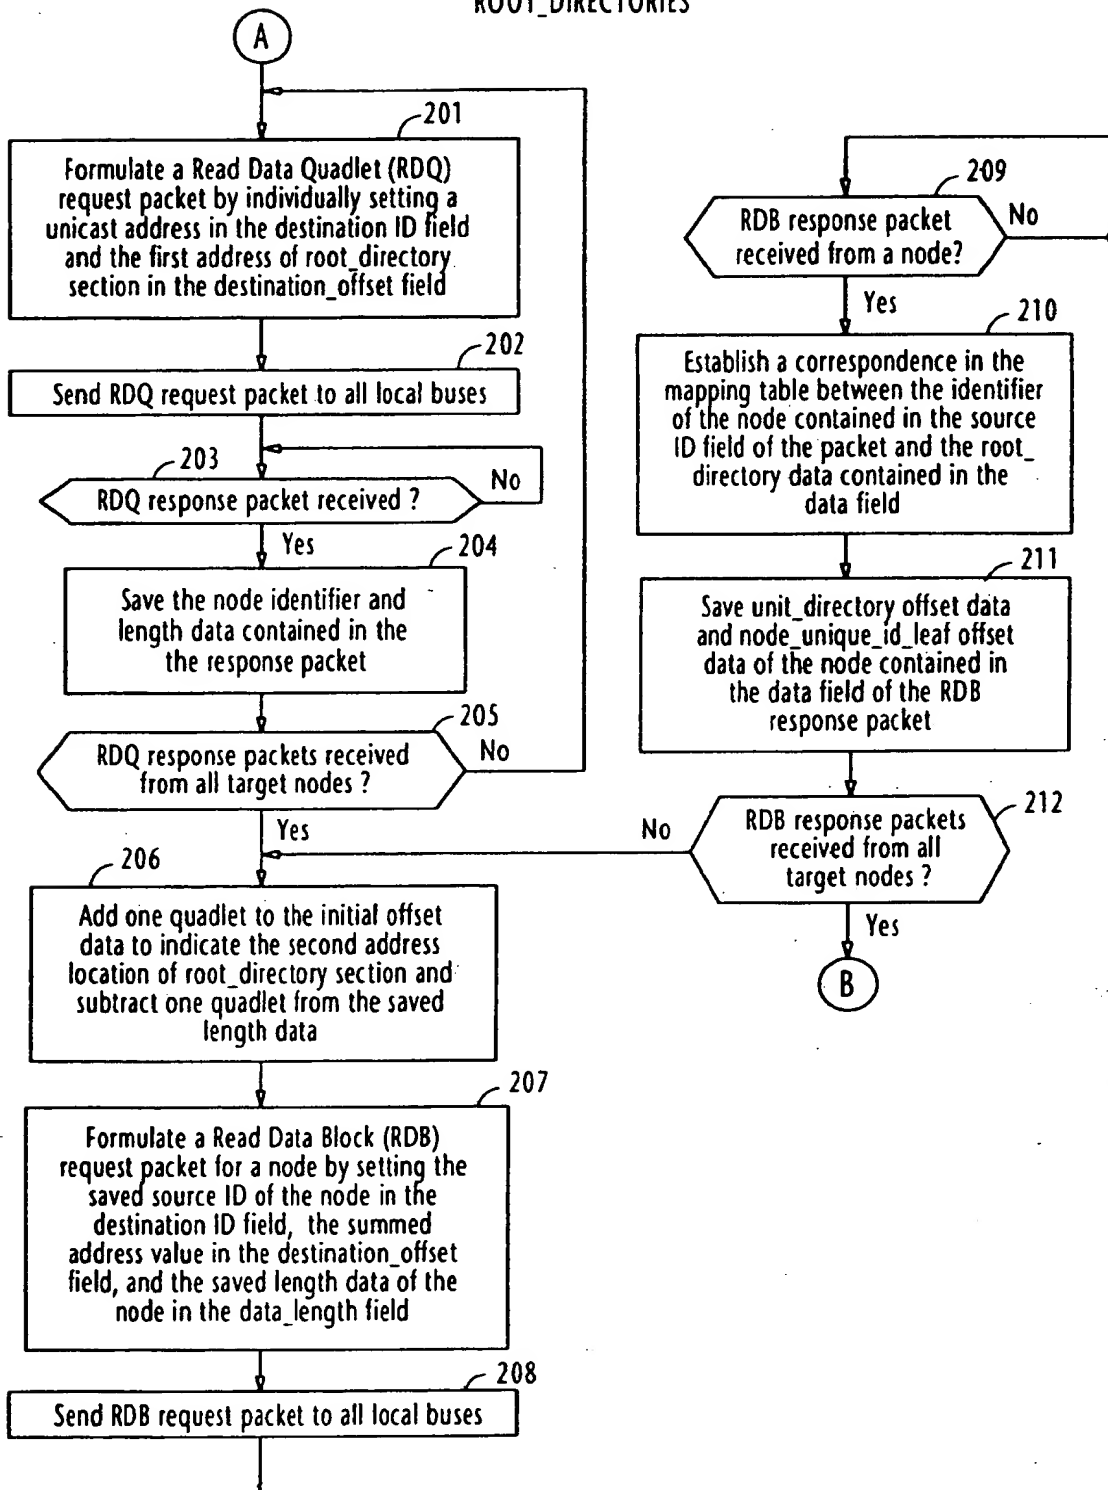 ROOT_DIRECTORIES
A
201
Formulate a Read Data Quadlet (RDQ)
request packet by individually setting a
unicast address in the destination ID field
and the first address of root_directory
section in the destination_offset field
202
Send RDQ request packet to all local buses
203
RDQ response packet received ?
No
Yes
204
Save the node identifier and
length data contained in the
the response packet
205
RDQ response packets received
from all target nodes ?
No
Yes
206
Add one quadlet to the initial offset
data to indicate the second address
location of root_directory section and
subtract one quadlet from the saved
length data
207
Formulate a Read Data Block (RDB)
request packet for a node by setting the
saved source ID of the node in the
destination ID field, the summed
address value in the destination_offset
field, and the saved length data of the
node in the data_length field
208
Send RDB request packet to all local buses
209
RDB response packet
received from a node?
No
Yes
210
Establish a correspondence in the
mapping table between the identifier
of the node contained in the source
ID field of the packet and the root_
directory data contained in the
data field
211
Save unit_directory offset data
and node_unique_id_leaf offset
data of the node contained in
the data field of the RDB
response packet
212
RDB response packets
received from all
target nodes ?
No
Yes
B